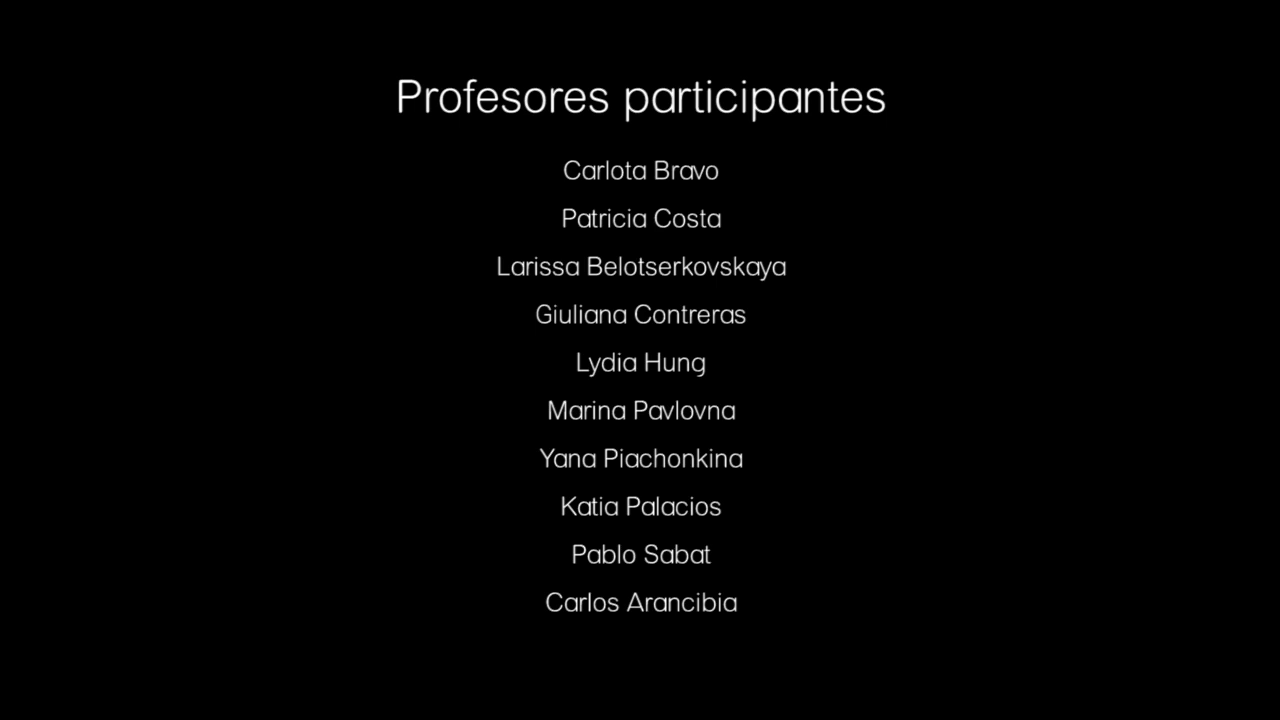 Profesores participantes
Carlota Bravo
Patricia Costa
Larissa Belotserkovskaya
Giuliana Contreras
Lydia Hung
Marina Pavlovna
Yana Piachonkina
Katia Palacios
Pablo Sabat
Carlos Arancibia